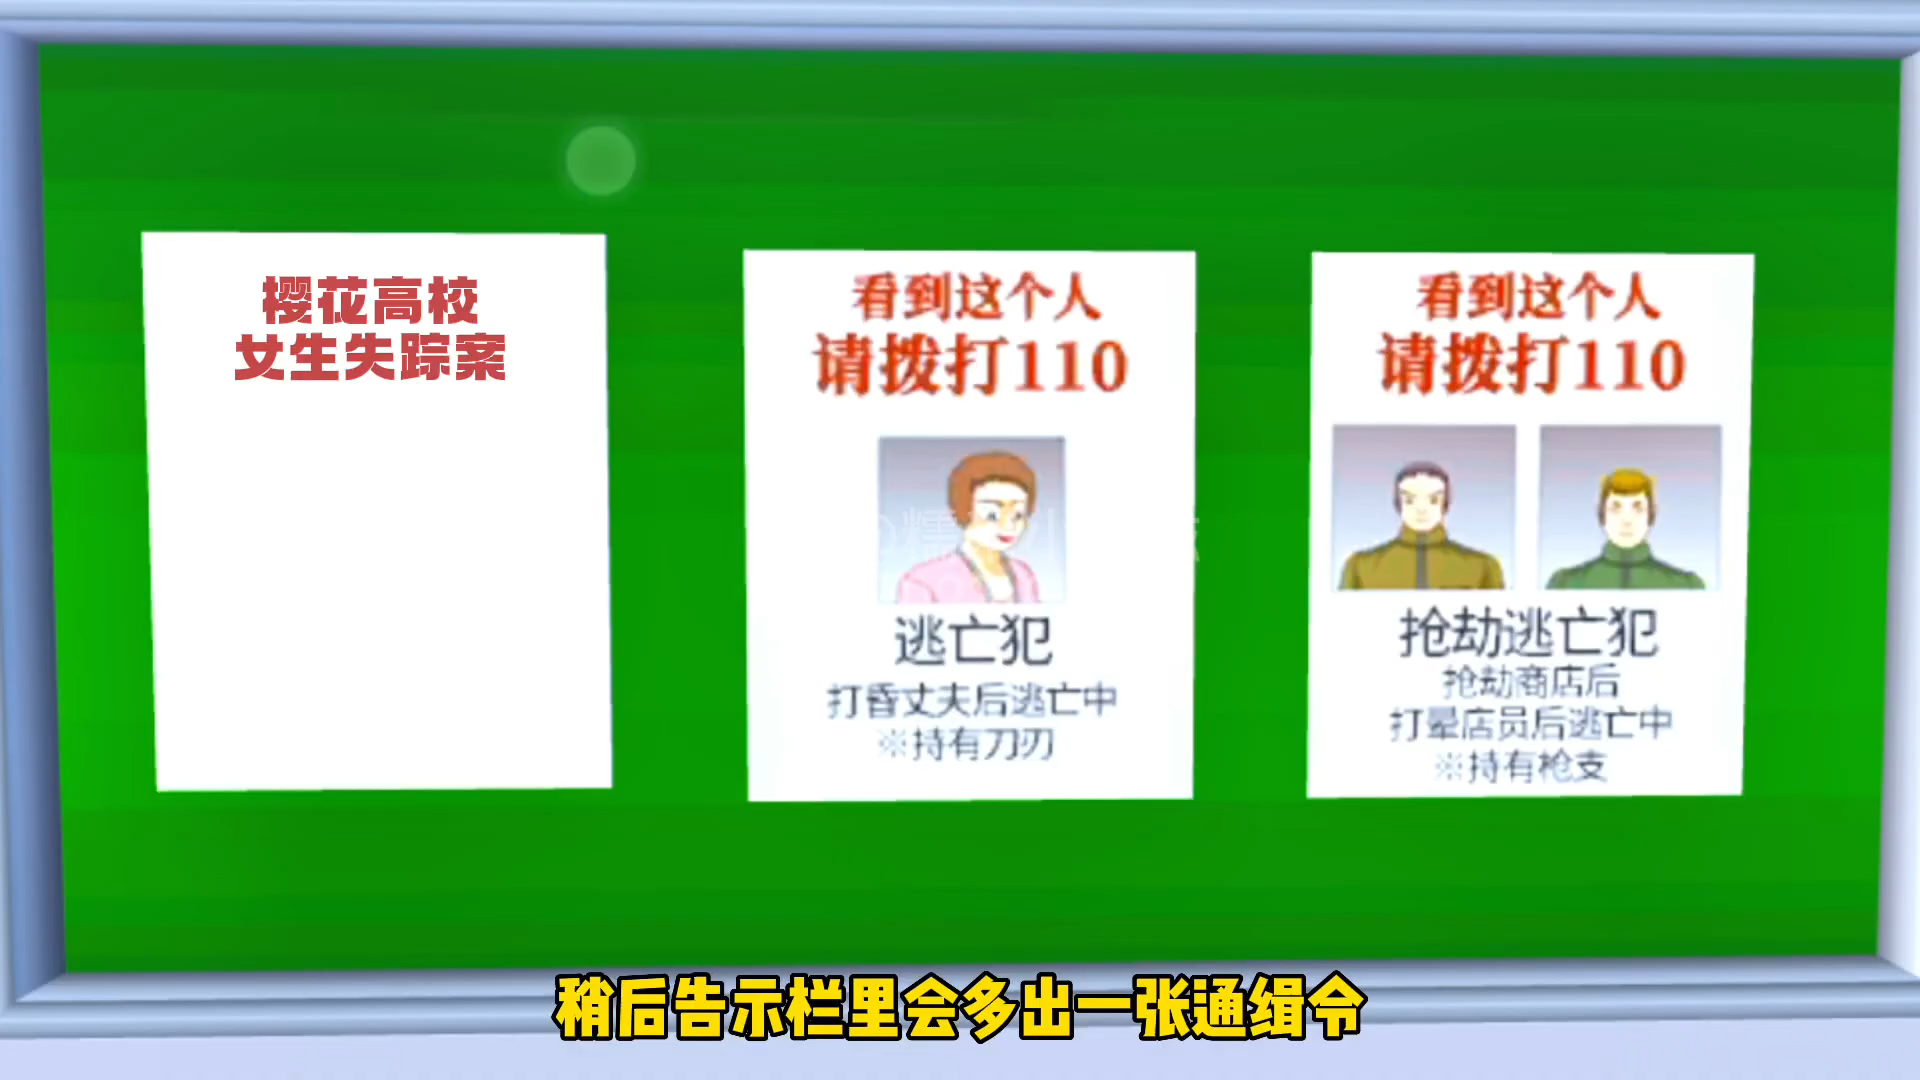 樱花高校
女生失踪案
看到这个人
请拨打110
逃亡犯
打昏丈夫后逃亡中
※持有刀刃
看到这个人
请拨打110
抢劫逃亡犯
抢劫商店后
打晕店员后逃亡中
※持有枪支
稍后告示栏里会多出一张通缉令